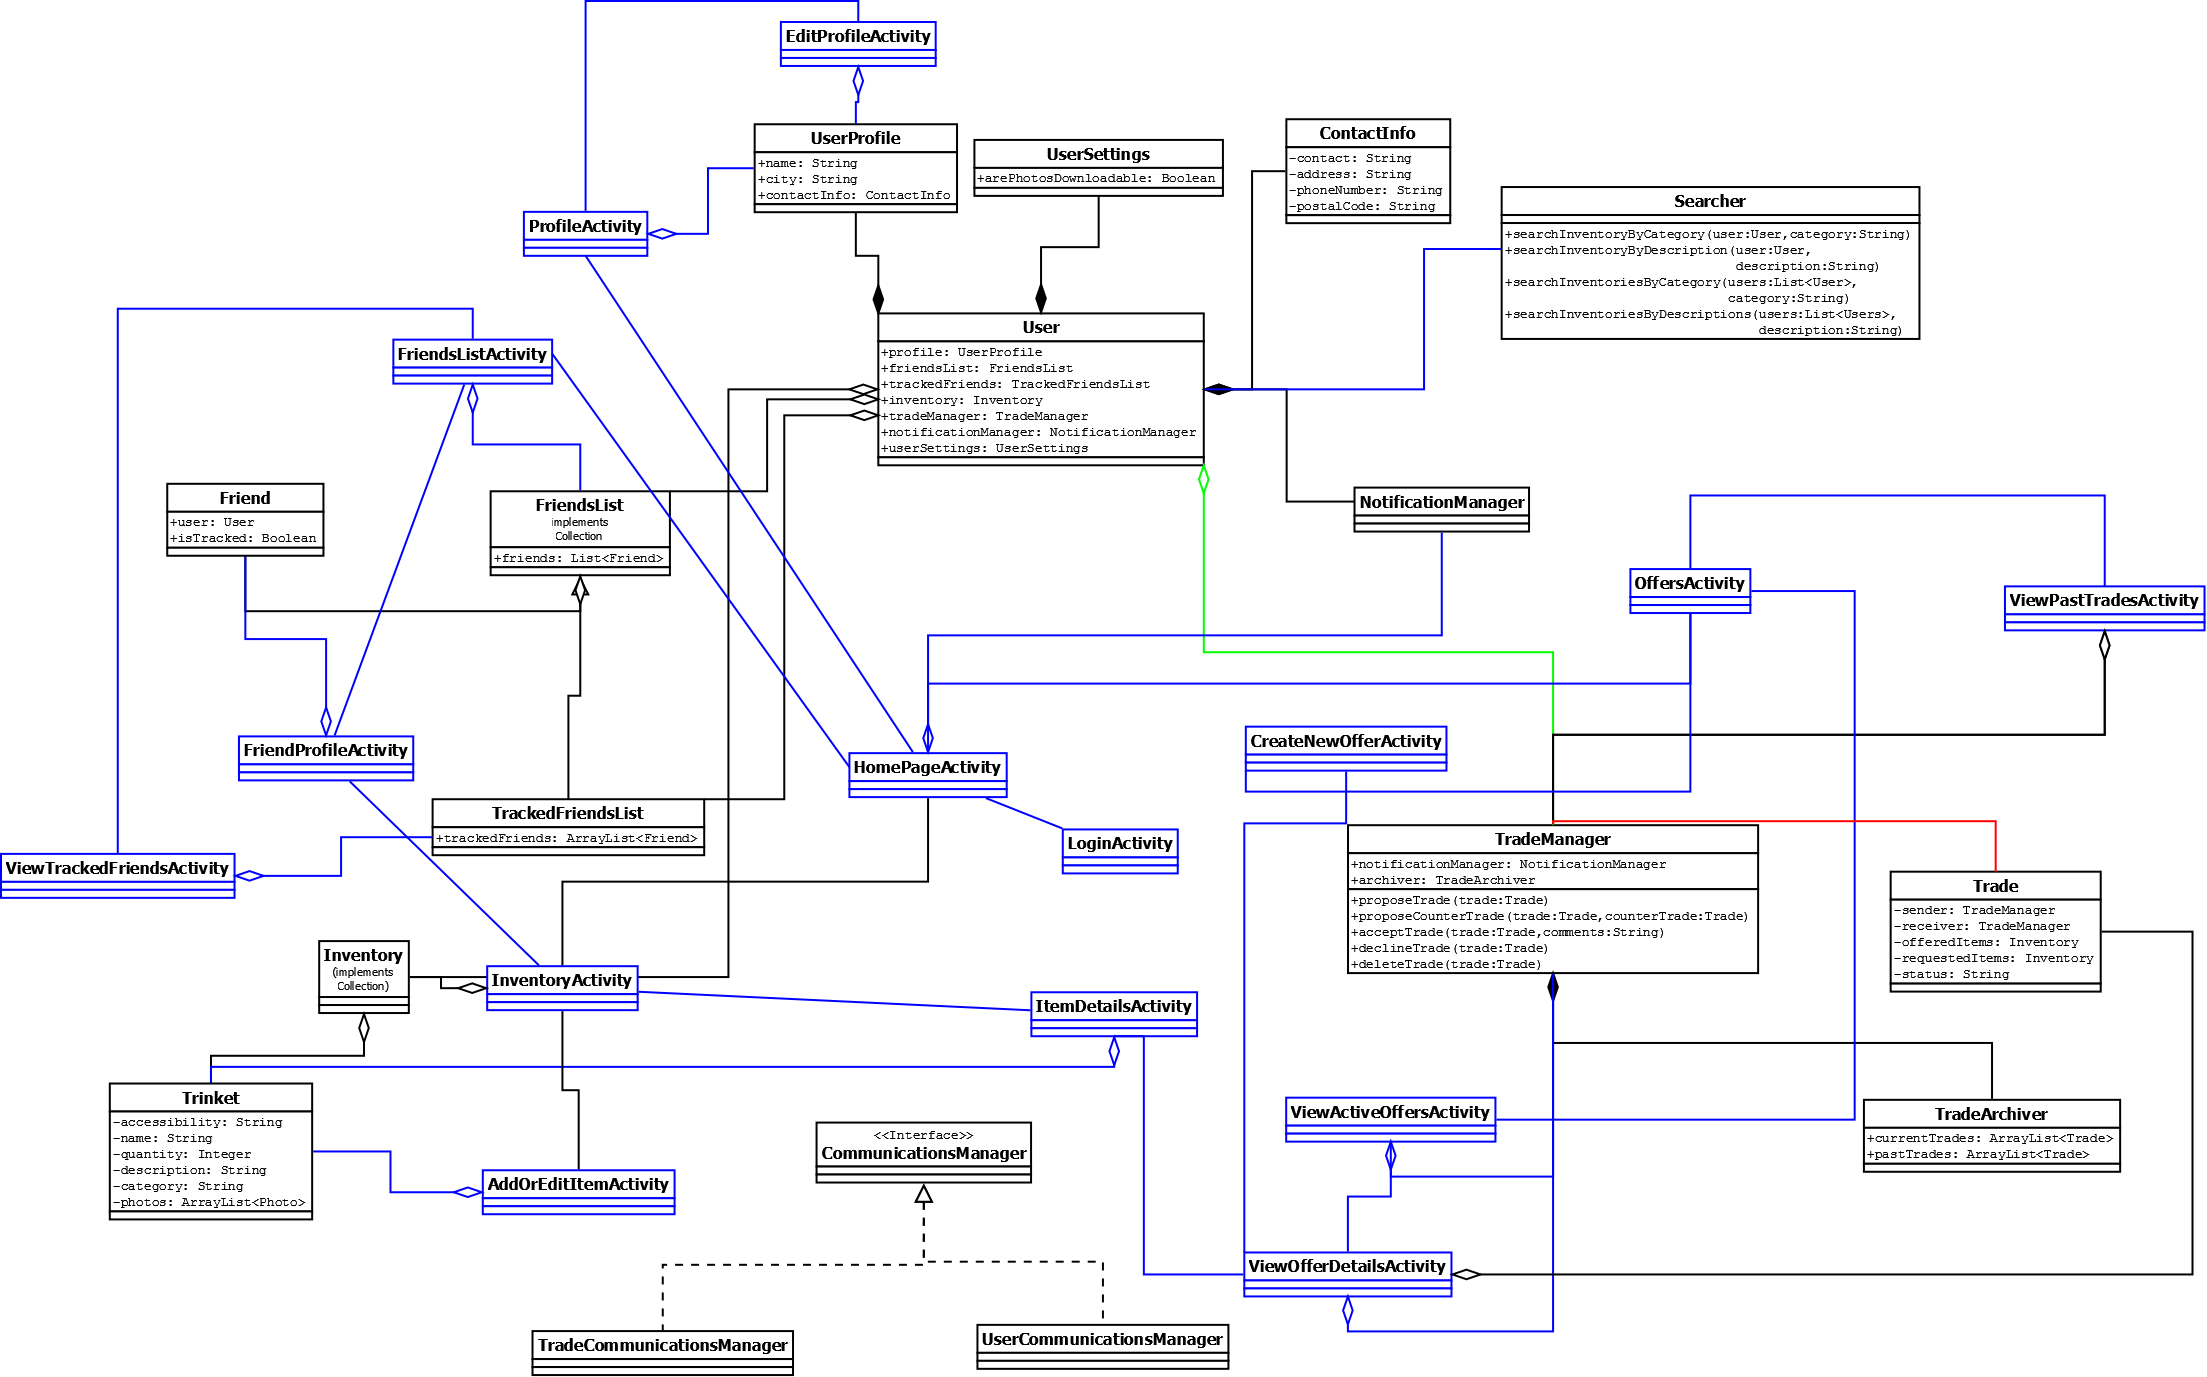 EditProfileActivity
UserProfile
+name: String
+city: String
+contactInfo: ContactInfo
UserSettings
+arePhotosDownloadable: Boolean
ContactInfo
-contact: String
-address: String
-phoneNumber: String
-postalCode: String
Searcher
+searchInventoryByCategory(user:User,category:String)
+searchInventoryByDescription(user:User,
description:String)
+searchInventoriesByCategory(users:List<User>,
category:String)
+searchInventoriesByDescriptions(users:List<Users>,
description:String)
ProfileActivity
User
+profile: UserProfile
+friendsList: FriendsList
+trackedFriends: TrackedFriendsList
+inventory: Inventory
+tradeManager: TradeManager
+notificationManager: NotificationManager
+userSettings: UserSettings
FriendsListActivity
Friend
+user: User
+isTracked: Boolean
FriendsList
implements
Collection
+friends: List<Friend>
NotificationManager
OffersActivity
ViewPastTradesActivity
FriendProfileActivity
HomePageActivity
CreateNewOfferActivity
TrackedFriendsList
+trackedFriends: ArrayList<Friend>
LoginActivity
ViewTrackedFriendsActivity
TradeManager
+notificationManager: NotificationManager
+archiver: TradeArchiver
+proposeTrade(trade:Trade)
+proposeCounterTrade(trade:Trade,counterTrade:Trade)
+acceptTrade(trade:Trade,comments:String)
+declineTrade(trade:Trade)
+deleteTrade(trade:Trade)
Trade
-sender: TradeManager
-receiver: TradeManager
-offeredItems: Inventory
-requestedItems: Inventory
-status: String
Inventory
(implements
Collection)
InventoryActivity
ItemDetailsActivity
Trinket
-accessibility: String
-name: String
-quantity: Integer
-description: String
-category: String
-photos: ArrayList<Photo>
AddOrEditItemActivity
<<Interface>>
CommunicationsManager
ViewActiveOffersActivity
TradeArchiver
+currentTrades: ArrayList<Trade>
+pastTrades: ArrayList<Trade>
ViewOfferDetailsActivity
TradeCommunicationsManager
UserCommunicationsManager